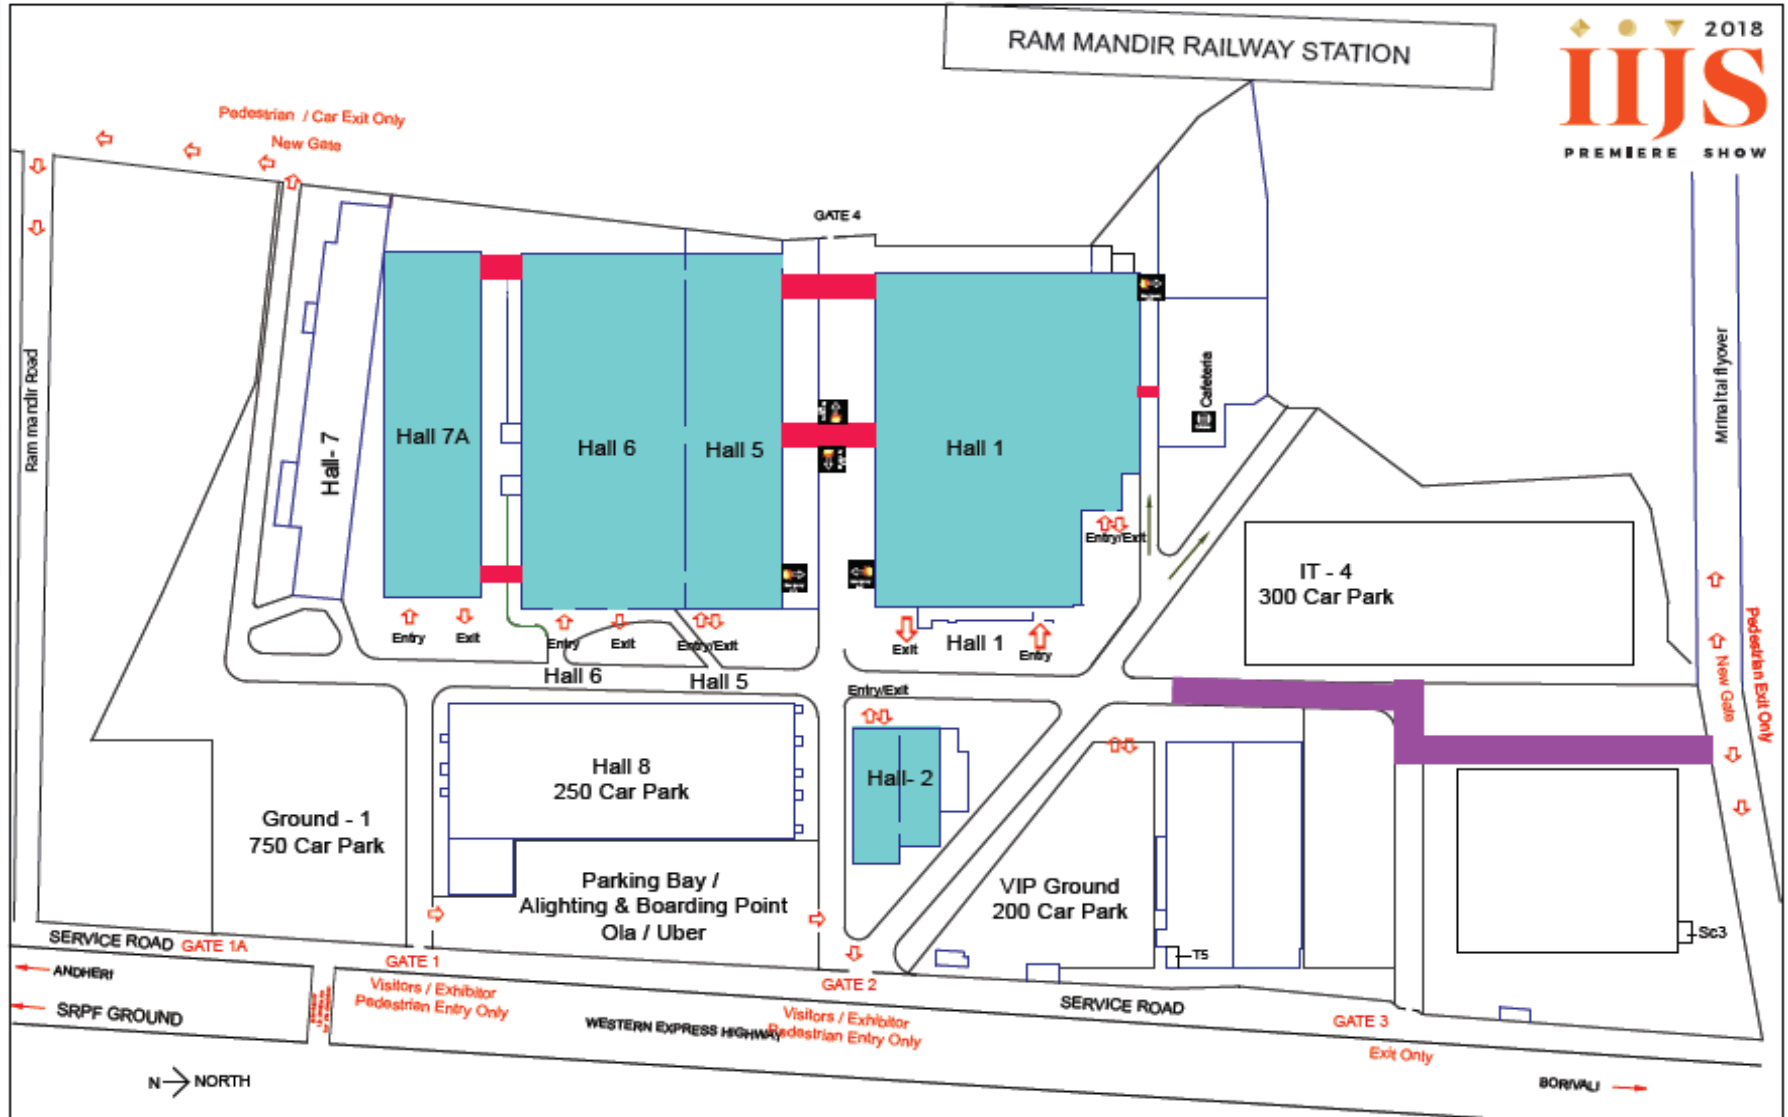 RAM MANDIR RAILWAY STATION
2018
IIJS
PREMIERE SHOW
Pedestrian / Car Exit Only
New Gate
GATE 4
Ram mandir Road
Hall- 7
Hall 7A
Hall 6
Hall 5
Hall 1
Cafeteria
Mrinaltai flyover
Entry/Exit
IT - 4
300 Car Park
Entry
Exit
Entry
Exit
Entry/Exit
Exit
Hall 1
Entry
Hall 6
Hall 5
Entry/Exit
Pedestrian Exit Only
New Gate
Hall 8
250 Car Park
Hall- 2
Ground - 1
750 Car Park
Parking Bay /
Alighting & Boarding Point
Ola / Uber
VIP Ground
200 Car Park
Sc3
T5
SERVICE ROAD
GATE 1A
GATE 1
GATE 2
SERVICE ROAD
GATE 3
ANDHERI
SRPF GROUND
Visitors / Exhibitor
Pedestrian Entry Only
WESTERN EXPRESS HIGHWAY
Visitors / Exhibitor
Pedestrian Entry Only
Exit Only
N NORTH
BORIVALI